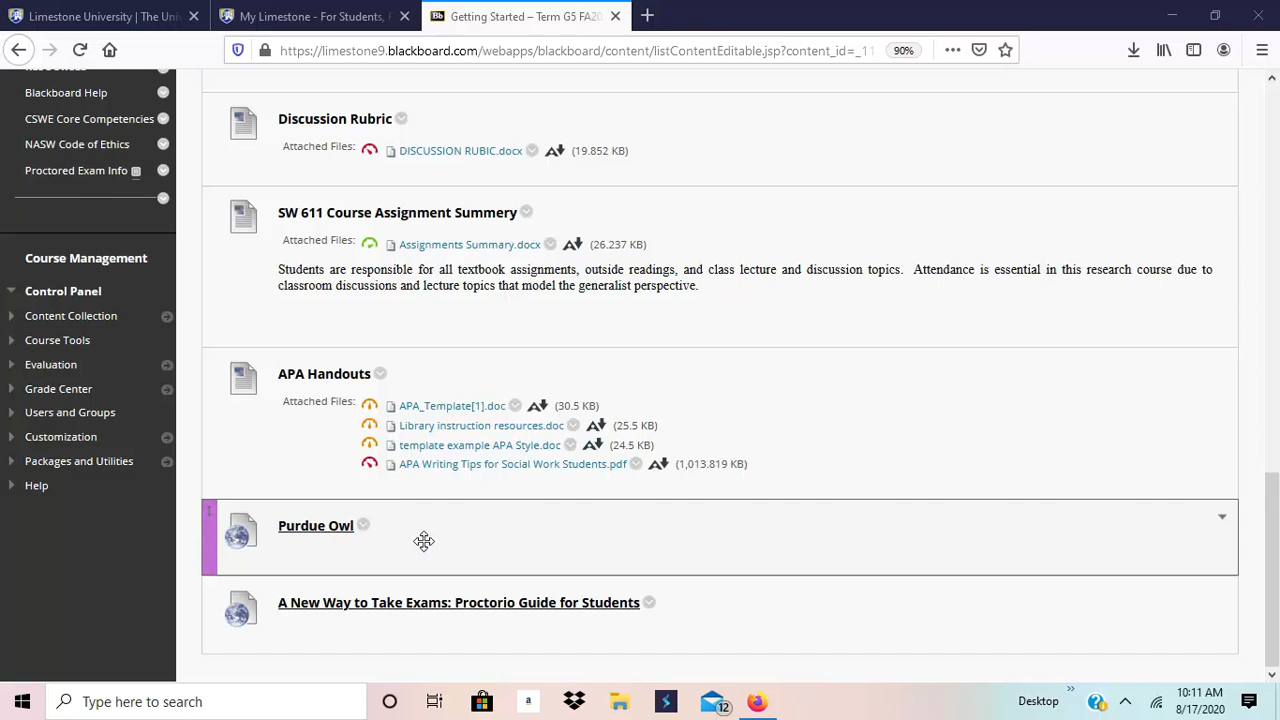 Limestone University | The Uni
My Limestone - For Students, F
Bb Getting Started – Term G5 FA20
https://limestone9.blackboard.com/webapps/blackboard/content/listContentEditable.jsp?content_id=_11
90%
Blackboard Help
CSWE Core Competencies
NASW Code of Ethics
Proctored Exam Info
Course Management
Control Panel
Content Collection
Course Tools
Evaluation
Grade Center
Users and Groups
Customization
Packages and Utilities
Help
Discussion Rubric
Attached Files: DISCUSSION RUBIC.docx (19.852 KB)
SW 611 Course Assignment Summary
Attached Files: Assignments Summary.docx (26.237 KB)
Students are responsible for all textbook assignments, outside readings, and class lecture and discussion topics. Attendance is essential in this research course due to
classroom discussions and lecture topics that model the generalist perspective.
APA Handouts
Attached Files: APA_Template[1].doc (30.5 KB)
Library instruction resources.doc (25.5 KB)
template example APA Style.doc (24.5 KB)
APA Writing Tips for Social Work Students.pdf (1,013.819 KB)
Purdue Owl
A New Way to Take Exams: Proctorio Guide for Students
Type here to search
a
12
Desktop
10:11 AM
8/17/2020